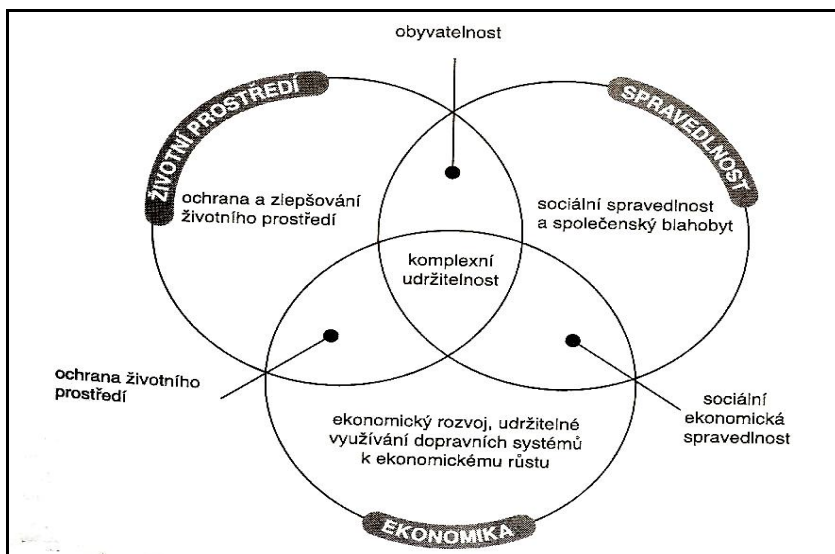 obyvatelnost
ŽIVOTNÍ PROSTŘEDÍ
SPRAVEDLNOST
ochrana a zlepšování
životního prostředí
sociální spravedlnost
a společenský blahobyt
komplexní
udržitelnost
ochrana životního
prostředí
sociální
ekonomická
spravedlnost
ekonomický rozvoj, udržitelné
využívání dopravních systémů
k ekonomickému růstu
EKONOMIKA